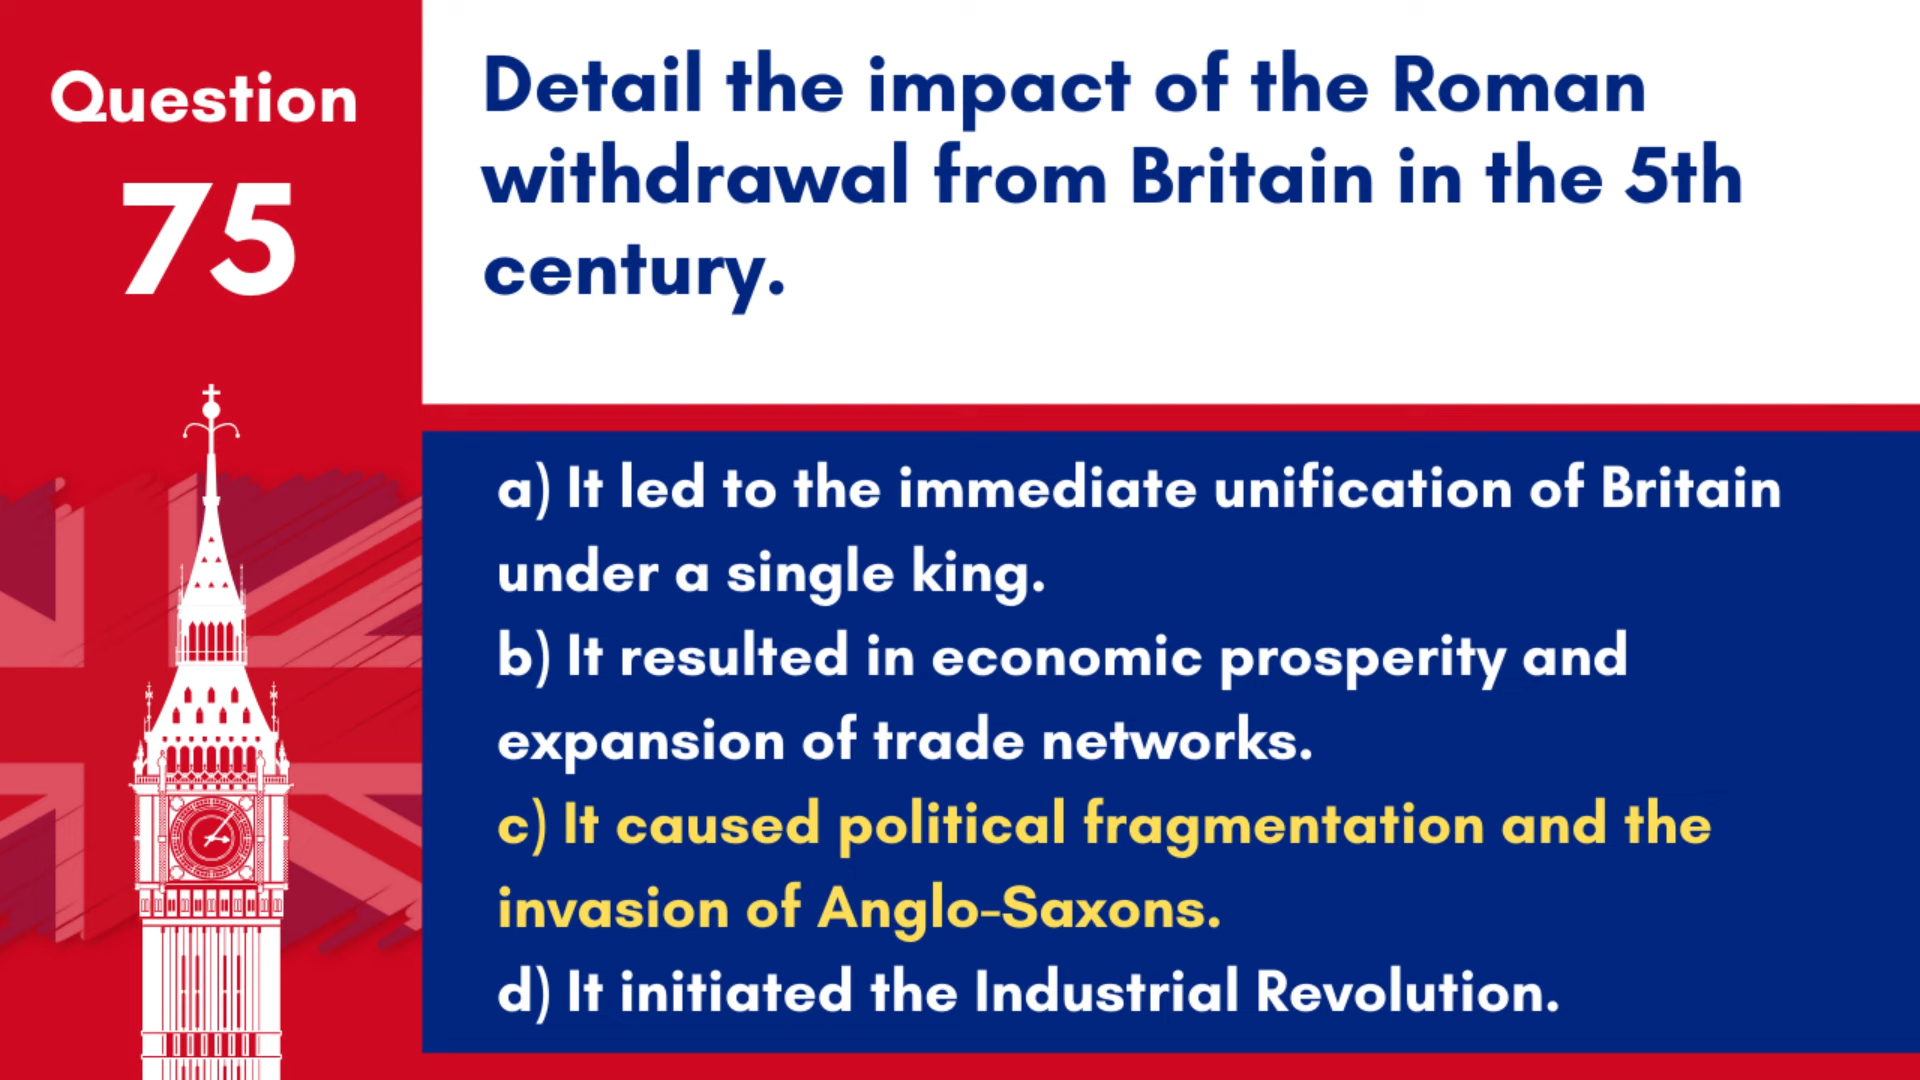 Question
75
Detail the impact of the Roman
withdrawal from Britain in the 5th
century.
a) It led to the immediate unification of Britain
under a single king.
b) It resulted in economic prosperity and
expansion of trade networks.
c) It caused political fragmentation and the
invasion of Anglo-Saxons.
d) It initiated the Industrial Revolution.